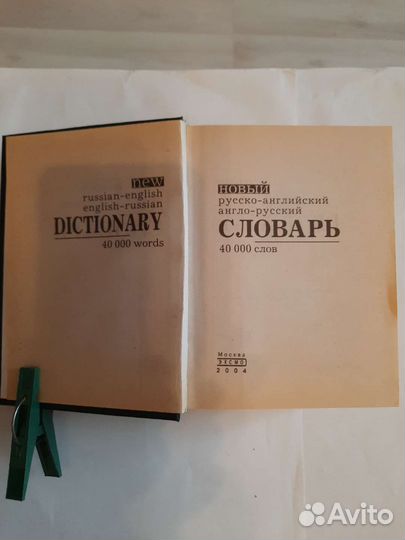 new
russian-english
english-russian
DICTIONARY
40 000 words
новый
русско-английский
англо-русский
СЛОВАРЬ
40 000 слов
Москва
ЭКСМО
2004
Avito